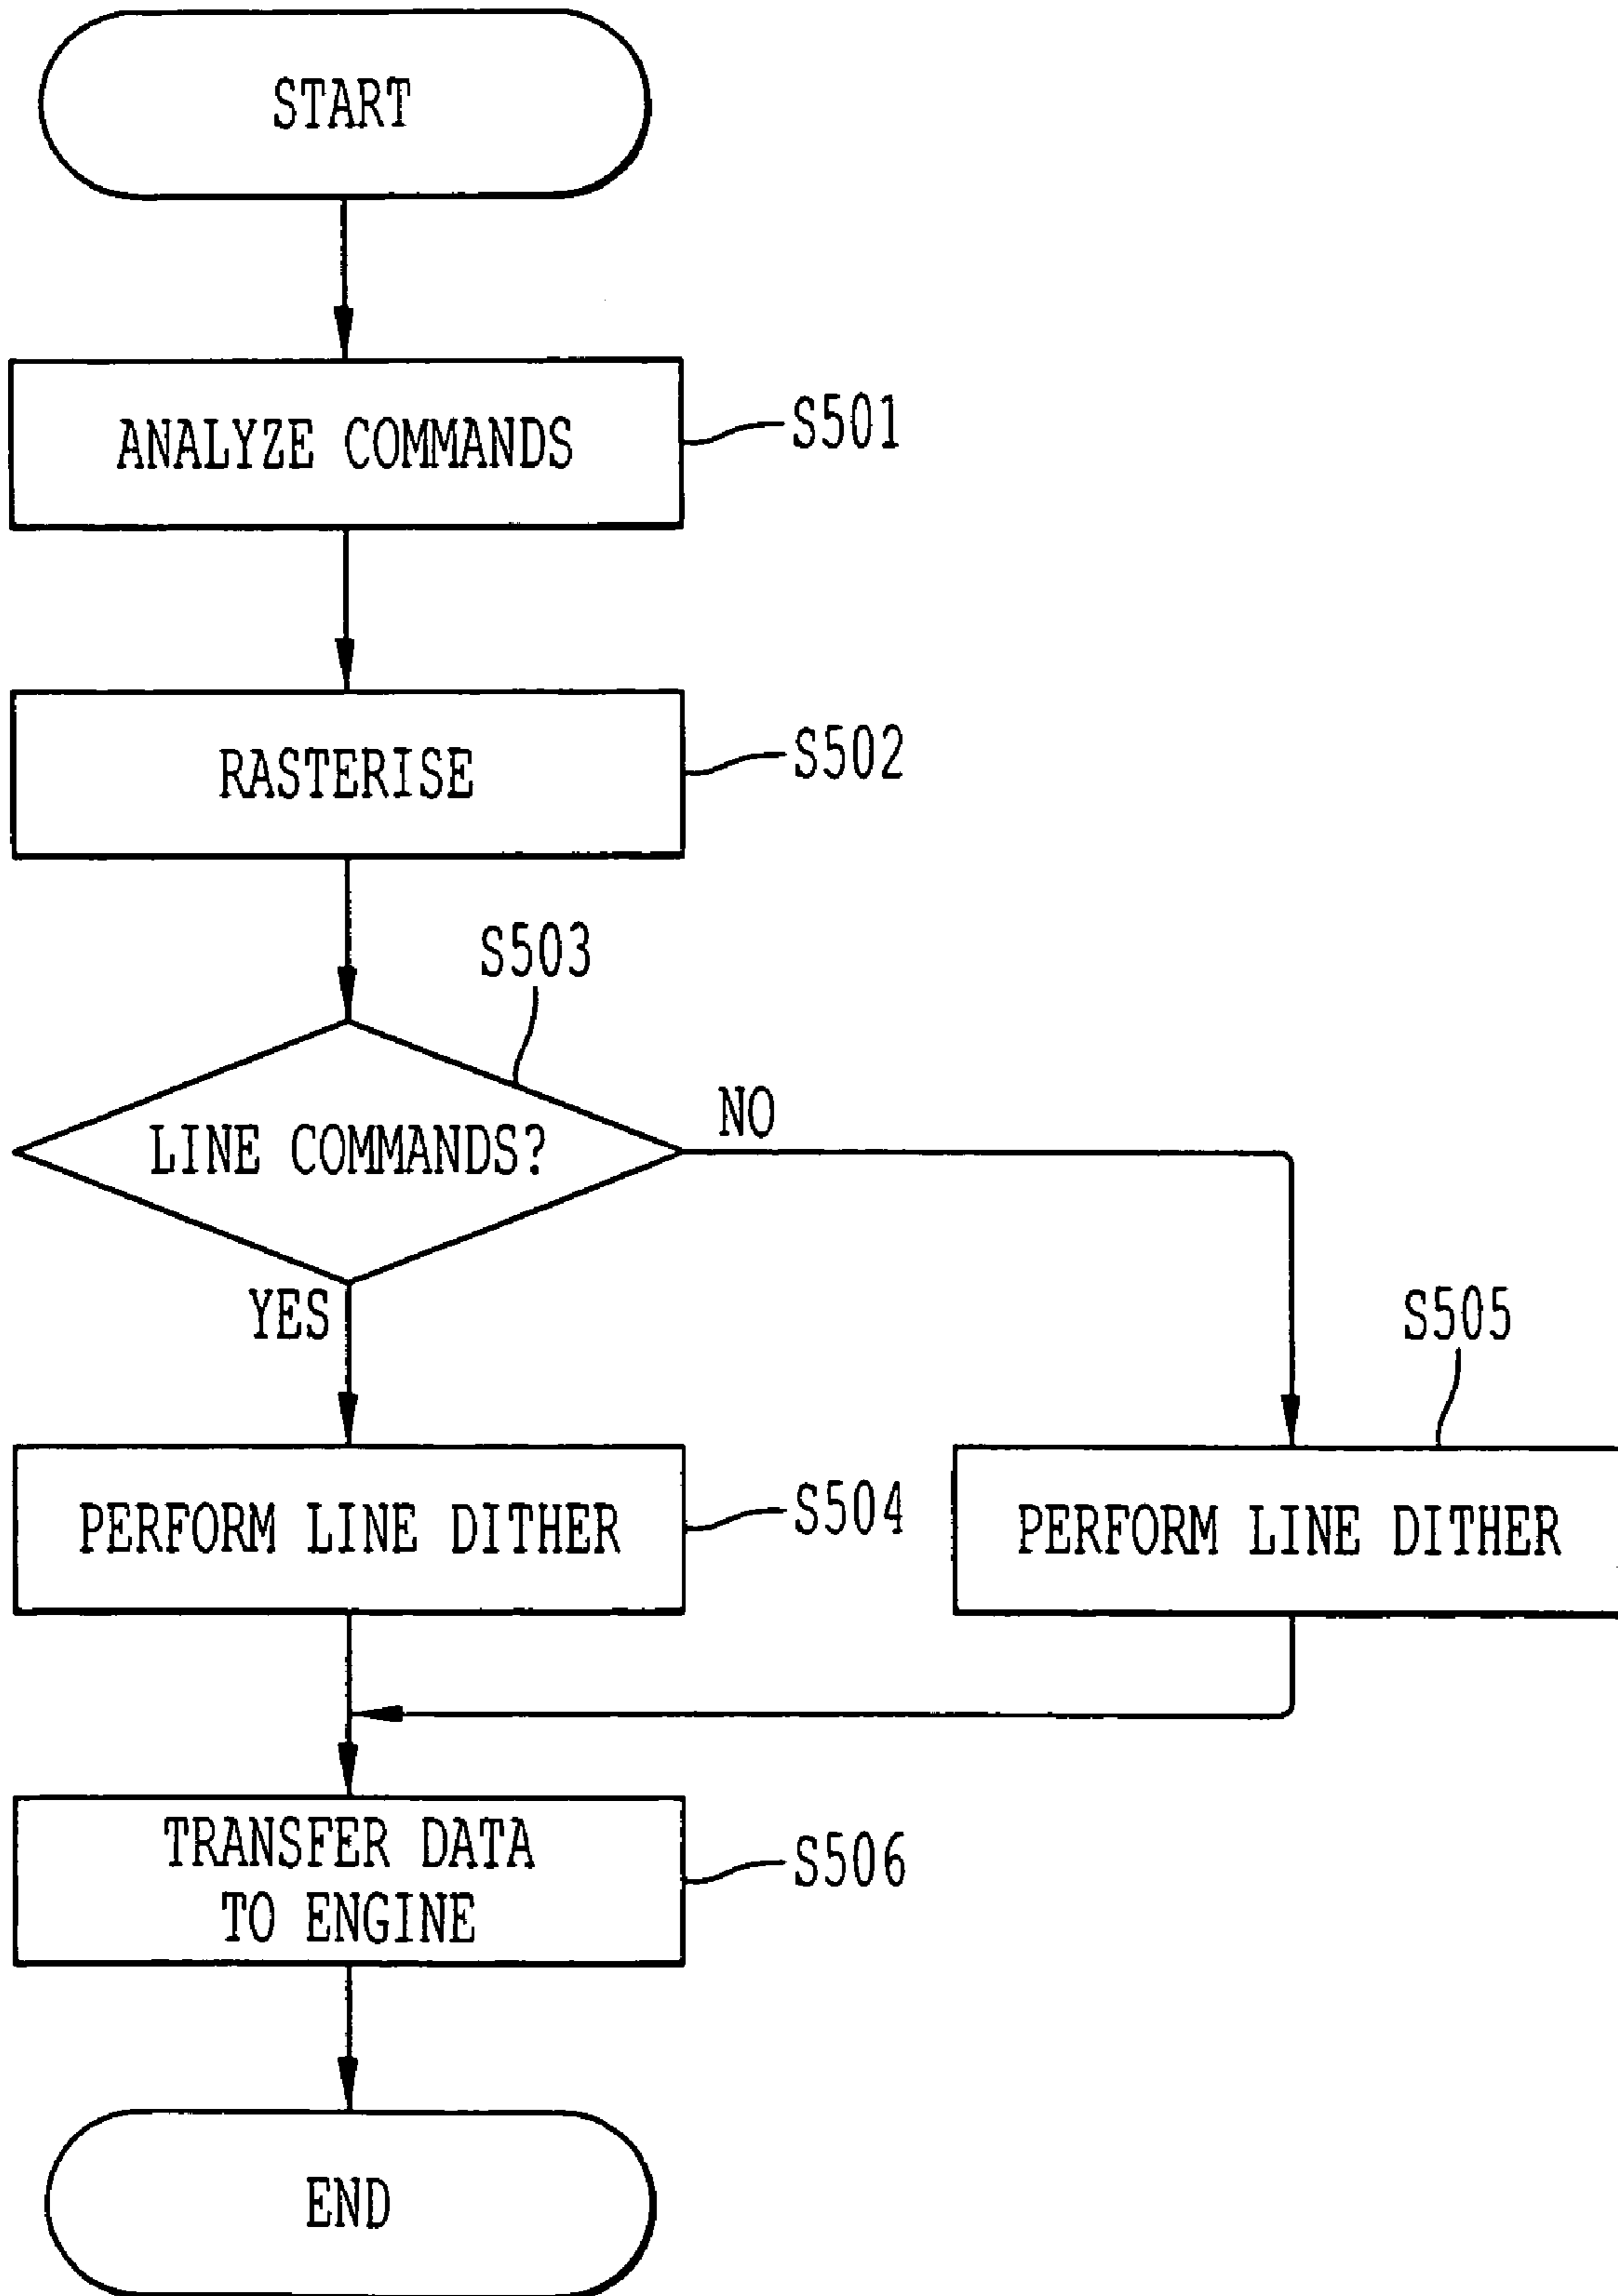 START
ANALYZE COMMANDS
S501
RASTERISE
S502
S503
LINE COMMANDS?
NO
YES
S505
PERFORM LINE DITHER
S504
PERFORM LINE DITHER
TRANSFER DATA
TO ENGINE
S506
END